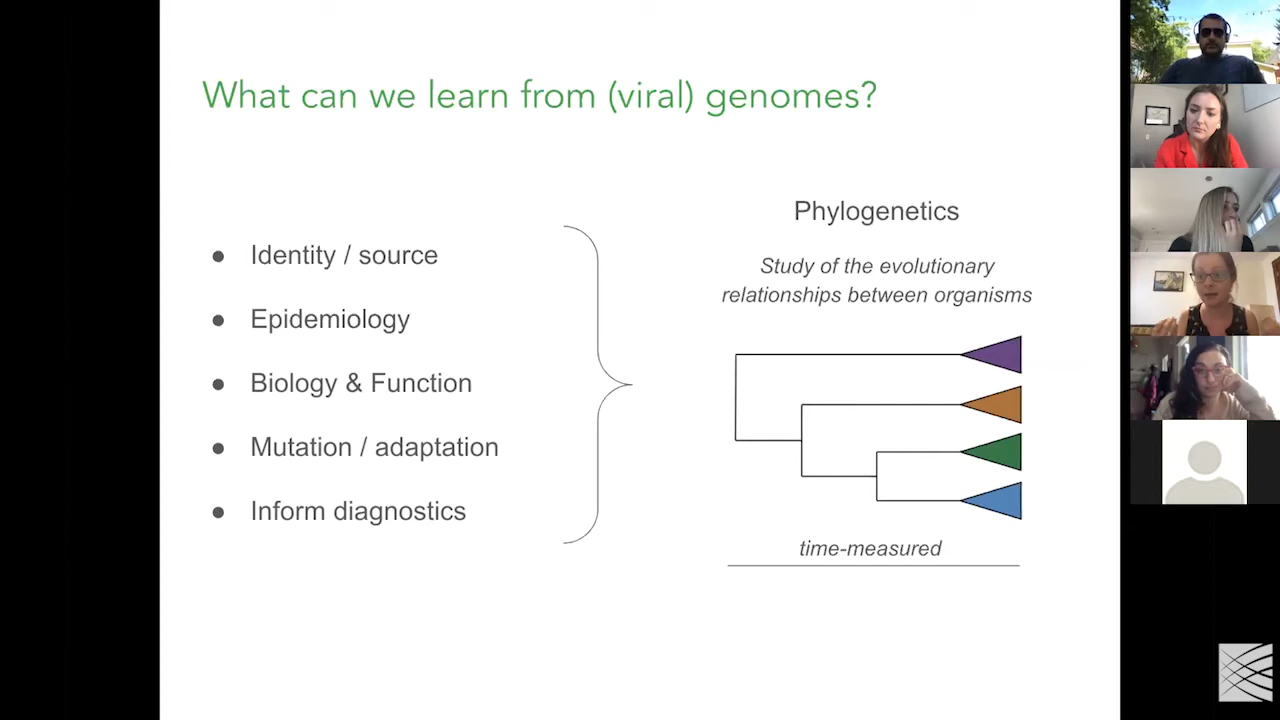 What can we learn from (viral) genomes?
● Identity / source
● Epidemiology
● Biology & Function
● Mutation / adaptation
● Inform diagnostics
Phylogenetics
Study of the evolutionary
relationships between organisms
time-measured